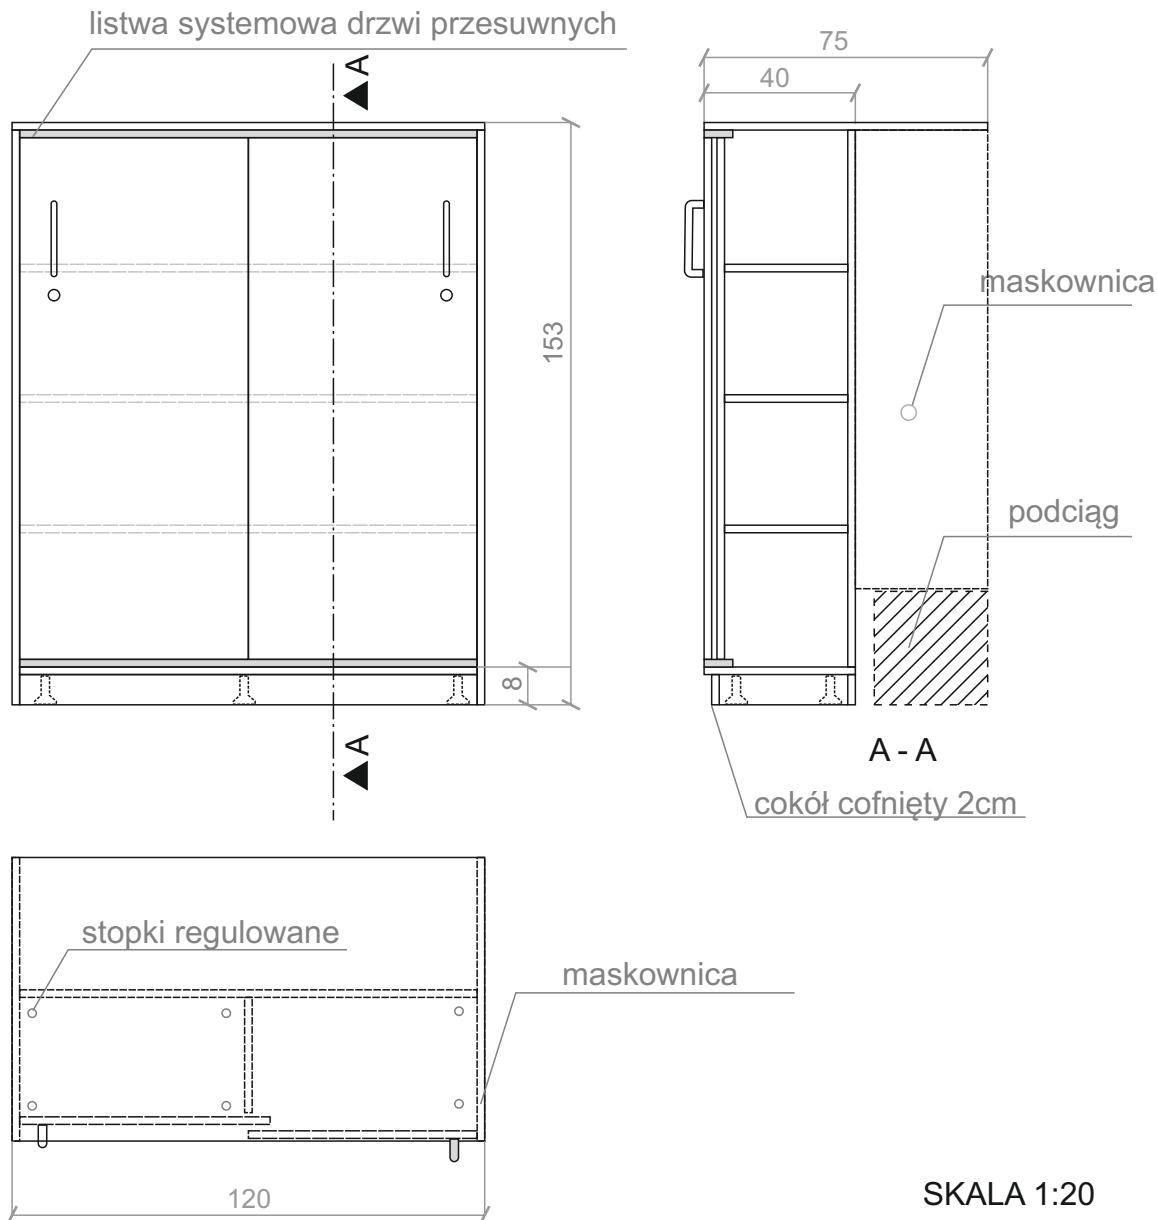 listwa systemowa drzwi przesuwnych
75
40
A
maskownica
153
podciąg
8
A
A - A
cokół cofnięty 2cm
stopki regulowane
maskownica
120
SKALA 1:20